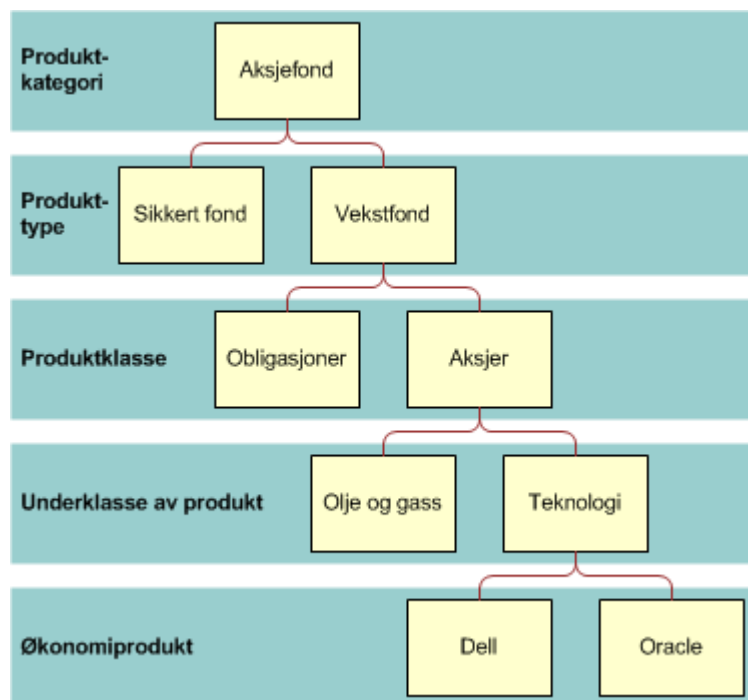 Produkt-
kategori
Aksjefond
Produkt-
type
Sikkert fond
Vekstfond
Produktklasse
Obligasjoner
Aksjer
Underklasse av produkt
Olje og gass
Teknologi
Økonomiprodukt
Dell
Oracle